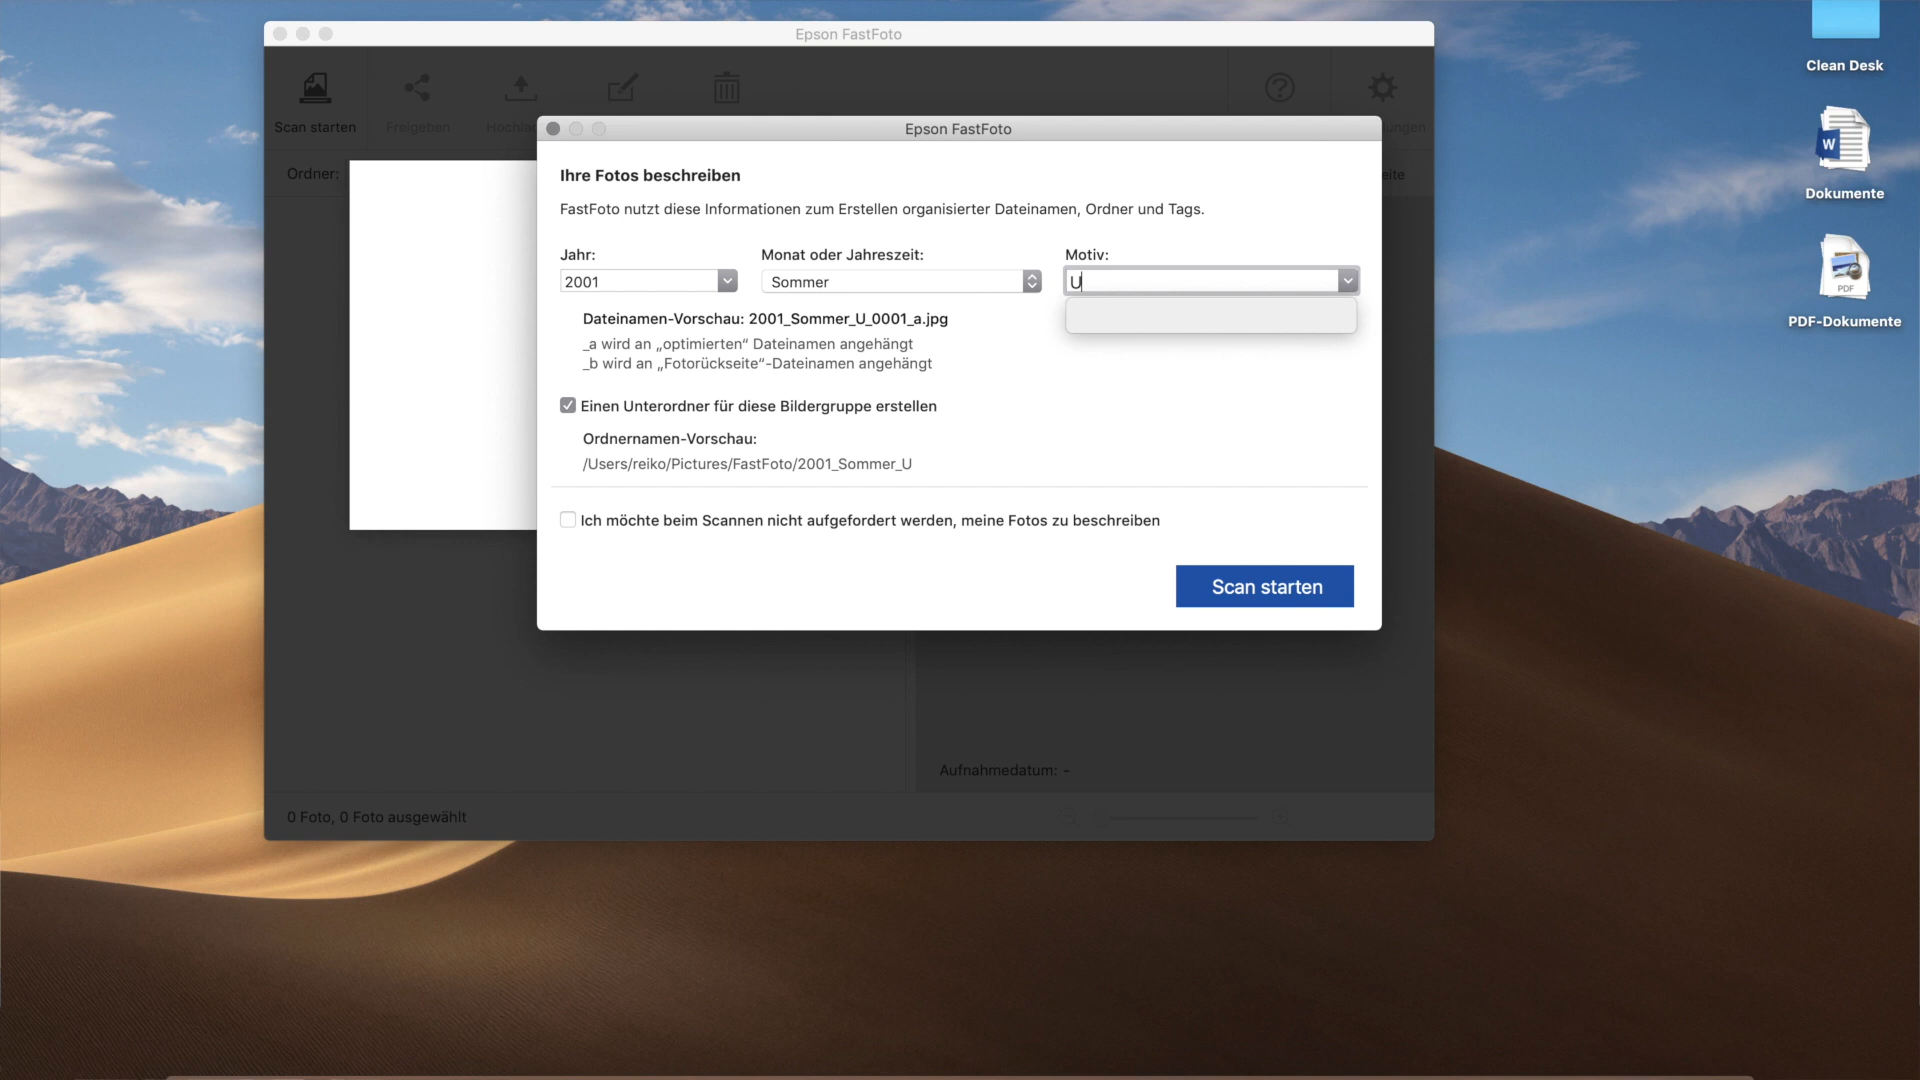 Epson FastFoto
Clean Desk
Scan starten
Freigeben
Epson FastFoto
Ordner:
Ihre Fotos beschreiben
FastFoto nutzt diese Informationen zum Erstellen organisierter Dateinamen, Ordner und Tags.
W
Dokumente
Jahr:
Monat oder Jahreszeit:
Motiv:
2001
Sommer
U
PDF
PDF-Dokumente
Dateinamen-Vorschau: 2001_Sommer_U_0001_a.jpg
_a wird an „optimierten“ Dateinamen angehängt
_b wird an „Fotorückseite“-Dateinamen angehängt
Einen Unterordner für diese Bildergruppe erstellen
Ordnernamen-Vorschau:
/Users/reiko/Pictures/FastFoto/2001_Sommer_U
Ich möchte beim Scannen nicht aufgefordert werden, meine Fotos zu beschreiben
Scan starten
Aufnahmedatum: -
0 Foto, 0 Foto ausgewählt